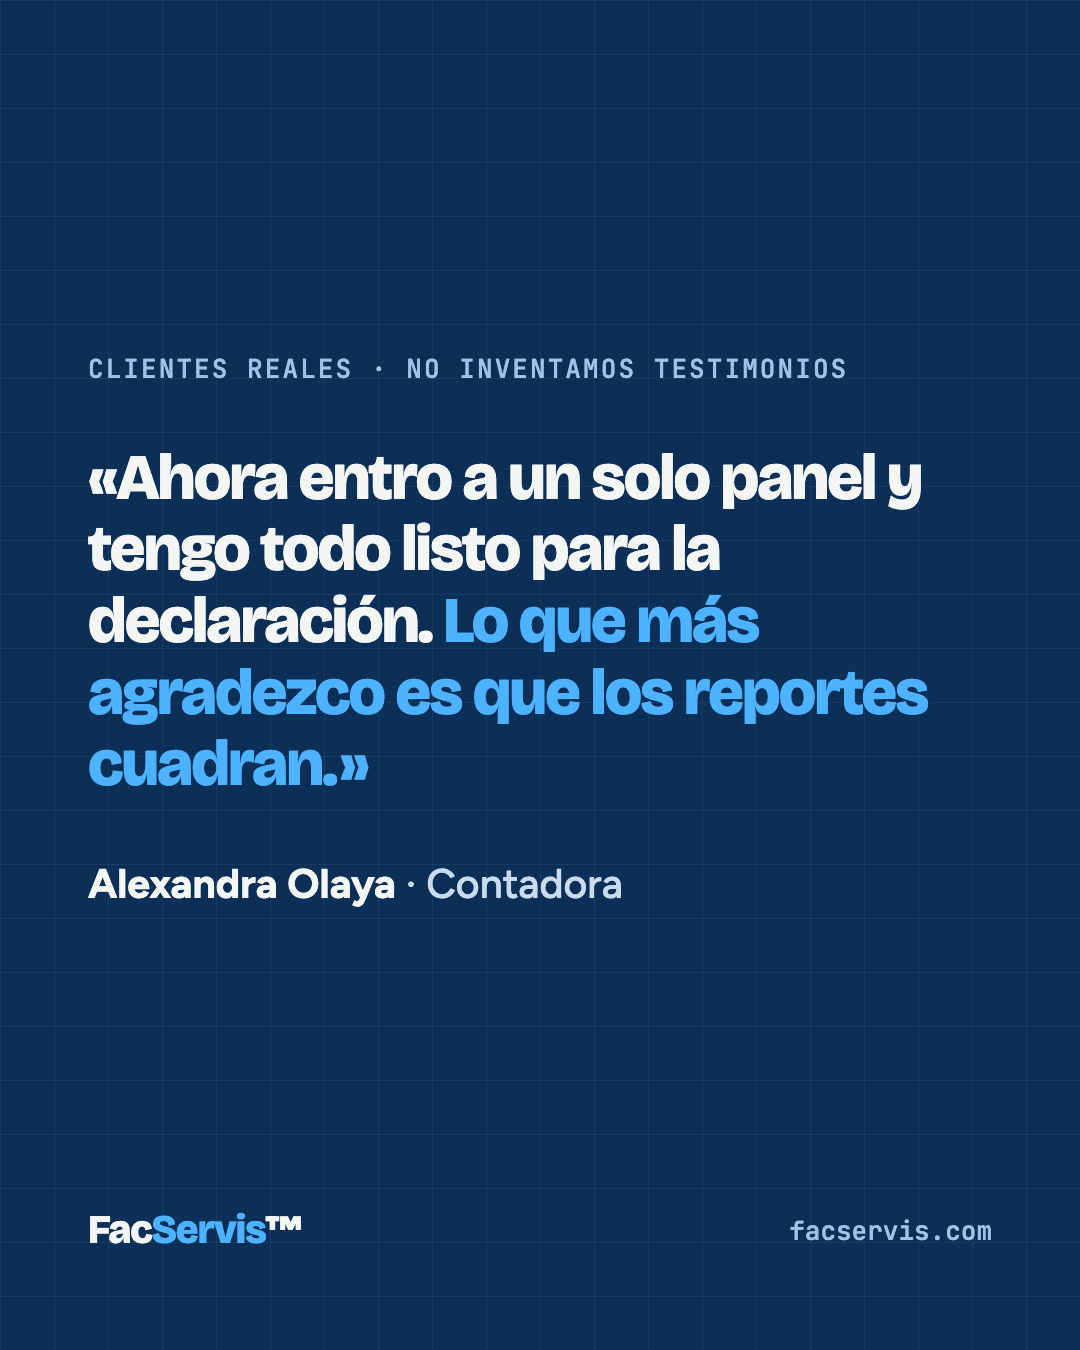 CLIENTES REALES · NO INVENTAMOS TESTIMONIOS
«Ahora entro a un solo panel y
tengo todo listo para la
declaración. Lo que más
agradezco es que los reportes
cuadran.»
Alexandra Olaya · Contadora
FacServis™
facservis.com